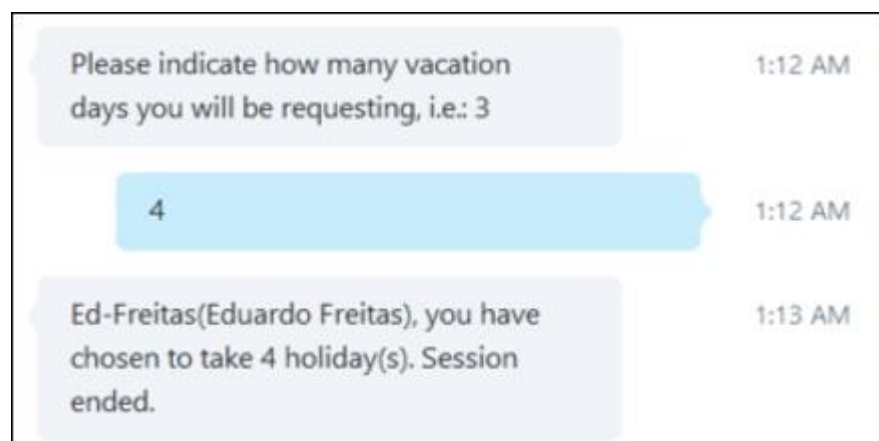 Please indicate how many vacation
1:12 AM
days you will be requesting, i.e.: 3
4
1:12 AM
Ed-Freitas(Eduardo Freitas), you have
1:13 AM
chosen to take 4 holiday(s). Session
ended.